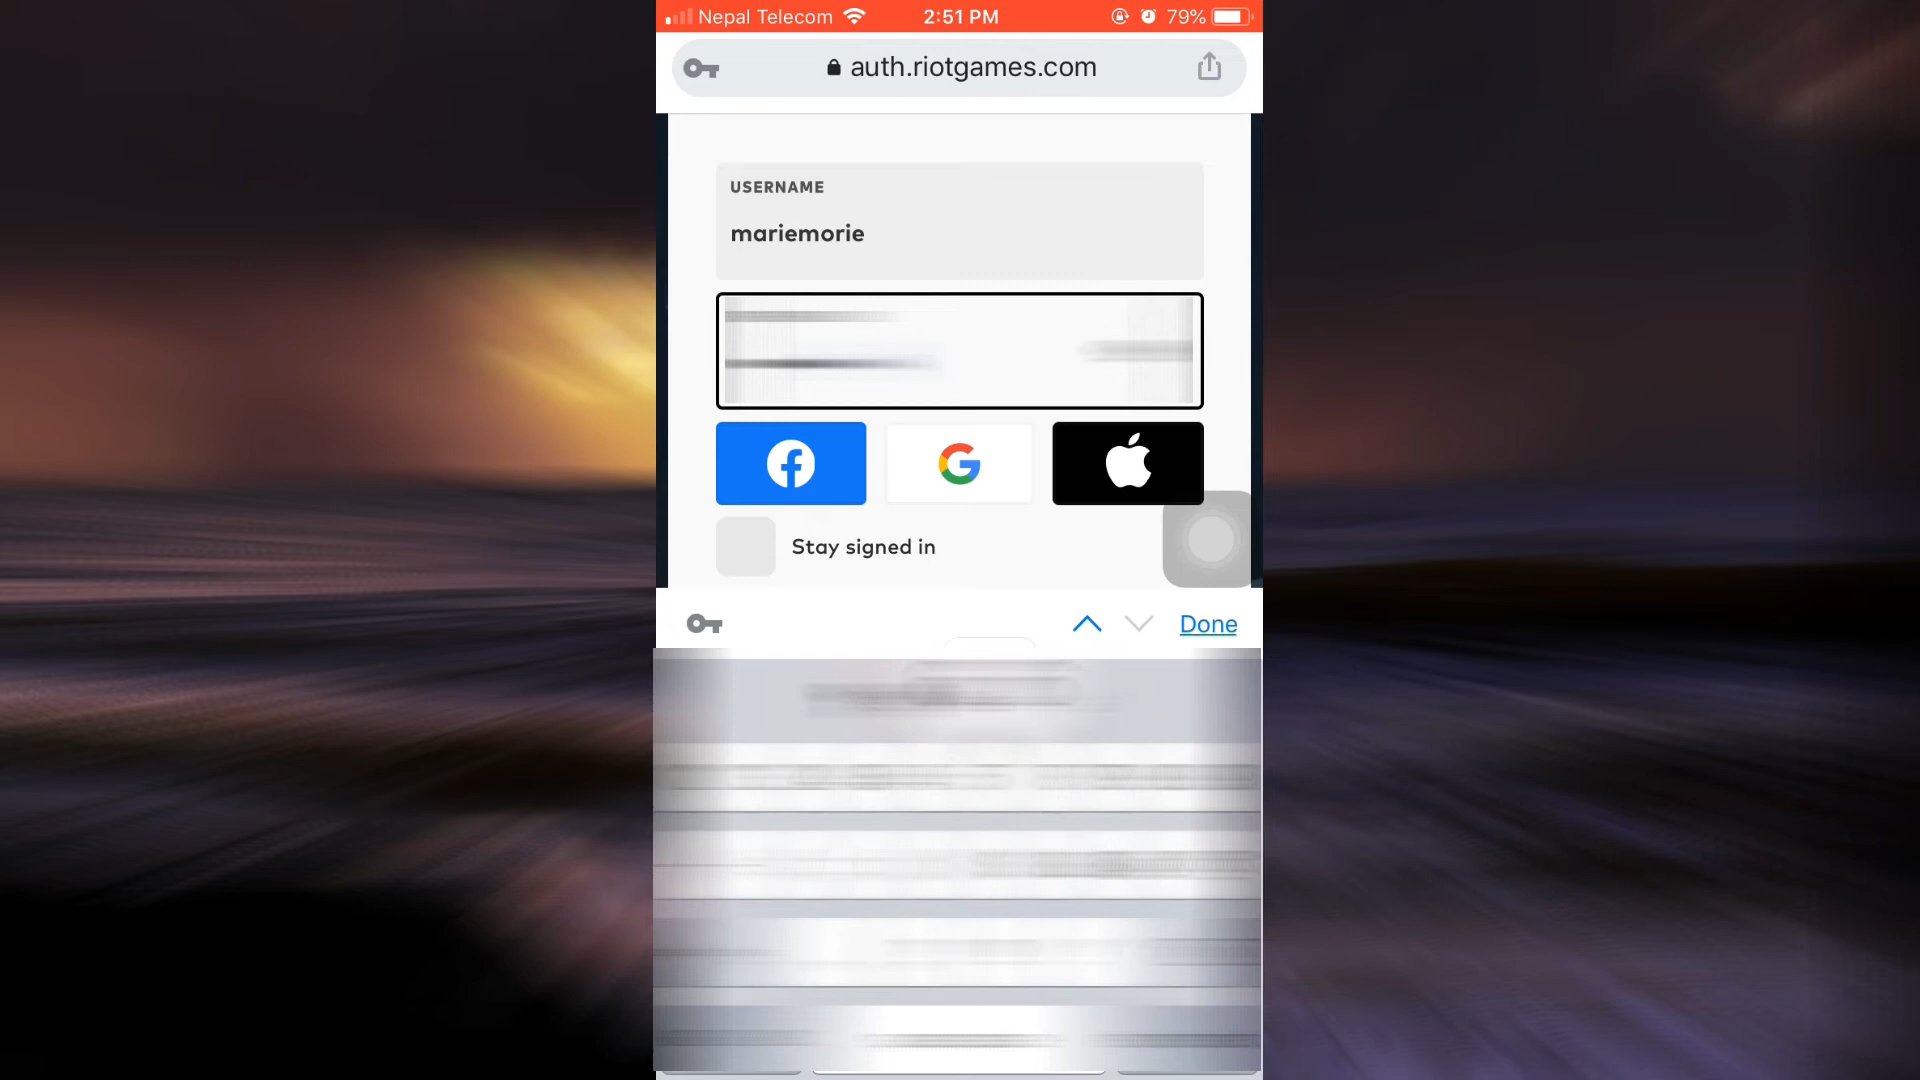 Nepal Telecom 2:51 PM 79%
auth.riotgames.com
USERNAME
mariemorie
Stay signed in
Done